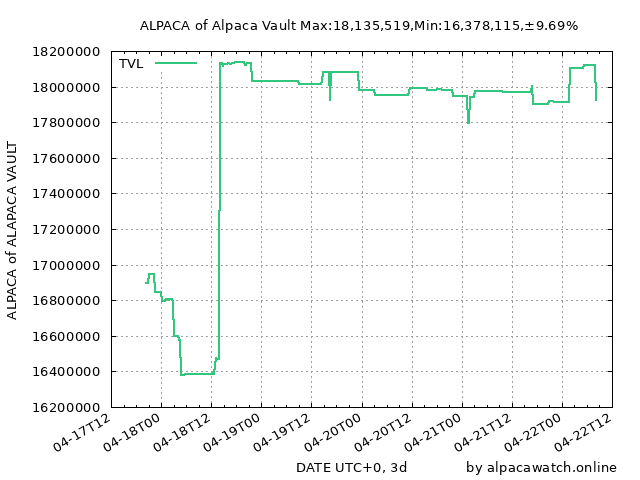 ALPACA of Alpaca Vault Max:18,135,519,Min:16,378,115,±9.69%
TVL
18200000
18000000
17800000
17600000
17400000
17200000
17000000
16800000
16600000
16400000
16200000
ALPACA of ALAPACA VAULT
04-17T12
04-18T00
04-18T12
04-19T00
04-19T12
04-20T00
04-20T12
04-21T00
04-21T12
04-22T00
04-22T12
DATE UTC+0, 3d
by alpacawatch.online